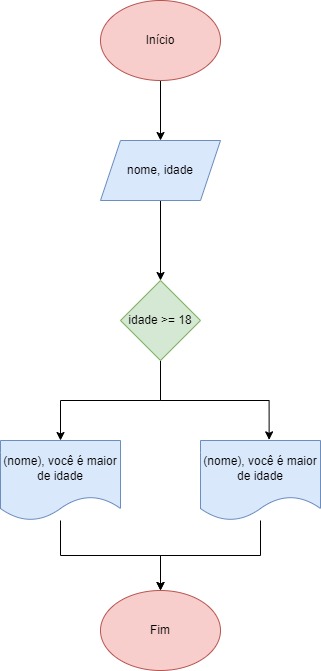 Início
nome, idade
idade >= 18
(nome), você é maior
de idade
(nome), você é maior
de idade
Fim